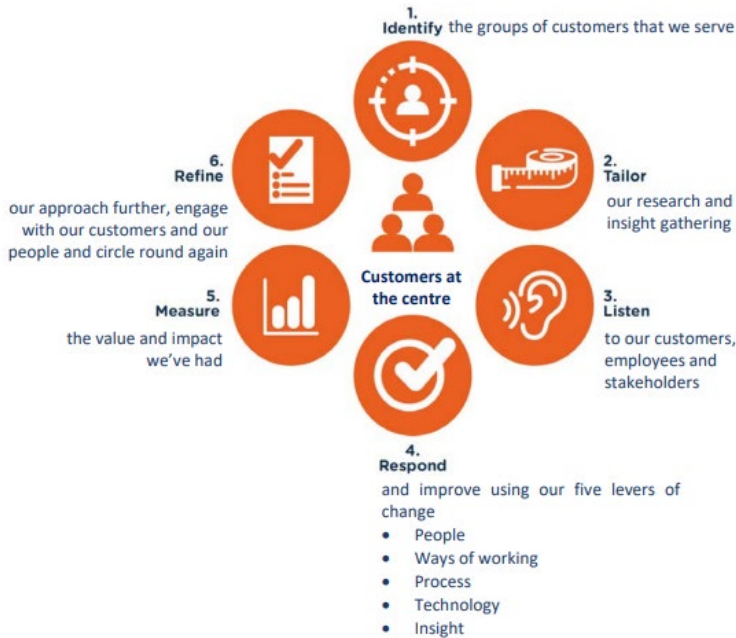 1.
Identify the groups of customers that we serve
2.
Tailor
our research and
insight gathering
3.
Listen
to our customers,
employees and
stakeholders
4.
Respond
and improve using our five levers of
change
• People
• Ways of working
• Process
• Technology
• Insight
5.
Measure
the value and impact
we've had
6.
Refine
our approach further, engage
with our customers and our
people and circle round again
Customers at
the centre